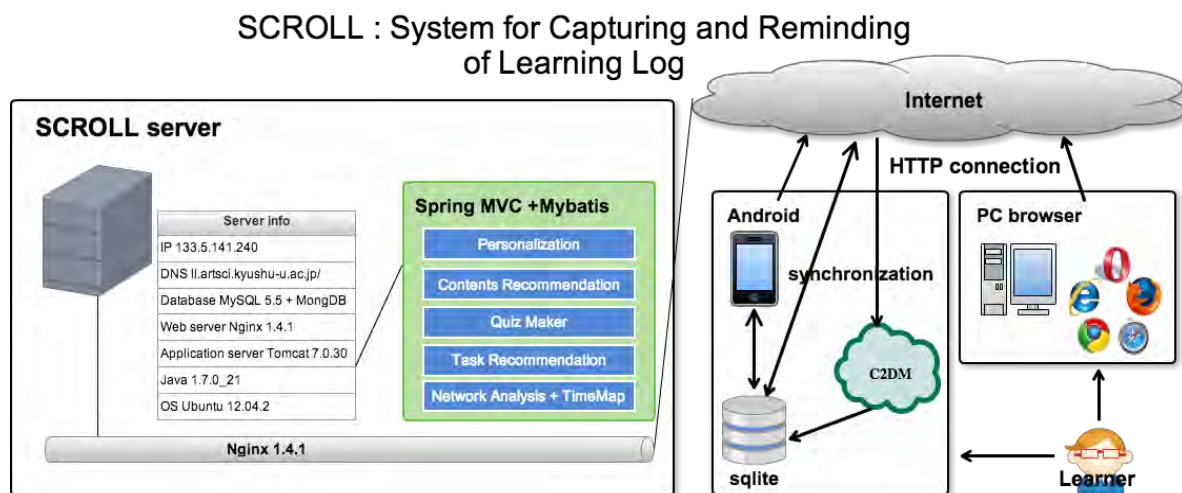 SCROLL : System for Capturing and Reminding
of Learning Log
SCROLL server
Server info
IP 133.5.141.240
DNS ll.artsci.kyushu-u.ac.jp/
Database MySQL 5.5 + MongDB
Web server Nginx 1.4.1
Application server Tomcat 7.0.30
Java 1.7.0_21
OS Ubuntu 12.04.2
Spring MVC +Mybatis
Personalization
Contents Recommendation
Quiz Maker
Task Recommendation
Network Analysis + TimeMap
Nginx 1.4.1
Internet
HTTP connection
Android
synchronization
C2DM
sqlite
PC browser
Learner